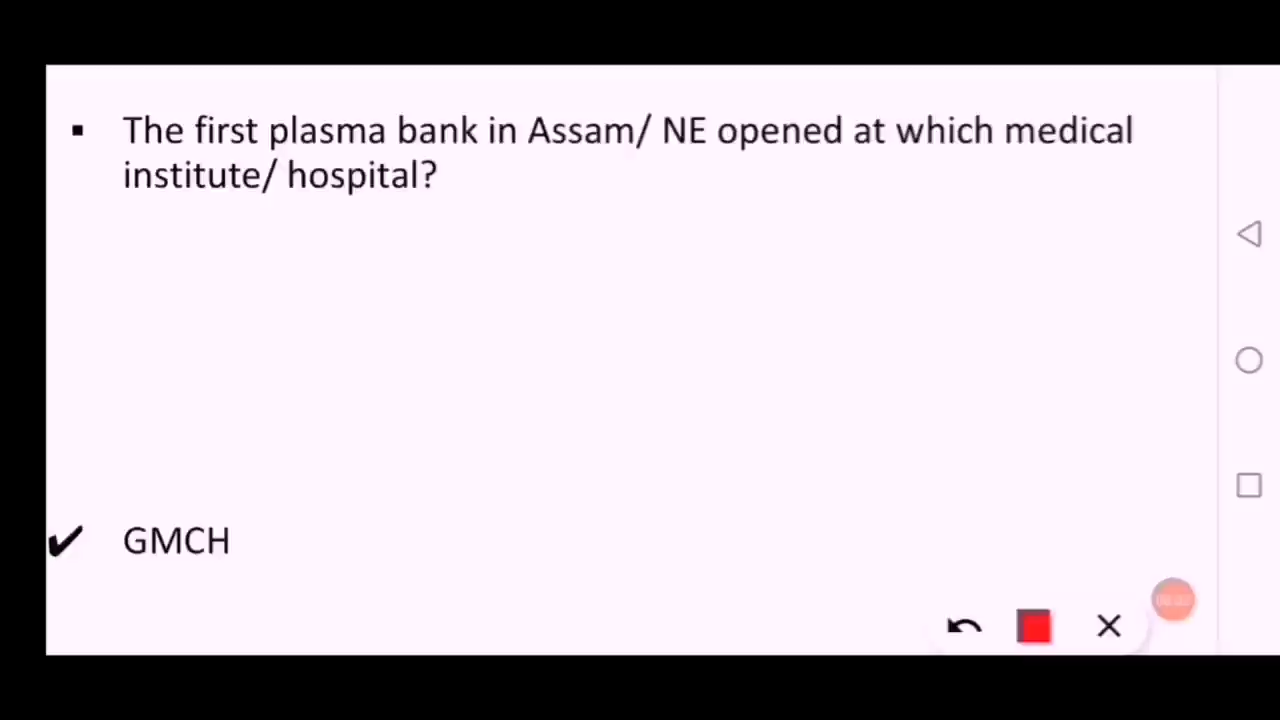 ▪ The first plasma bank in Assam/ NE opened at which medical
institute/ hospital?
✔ GMCH